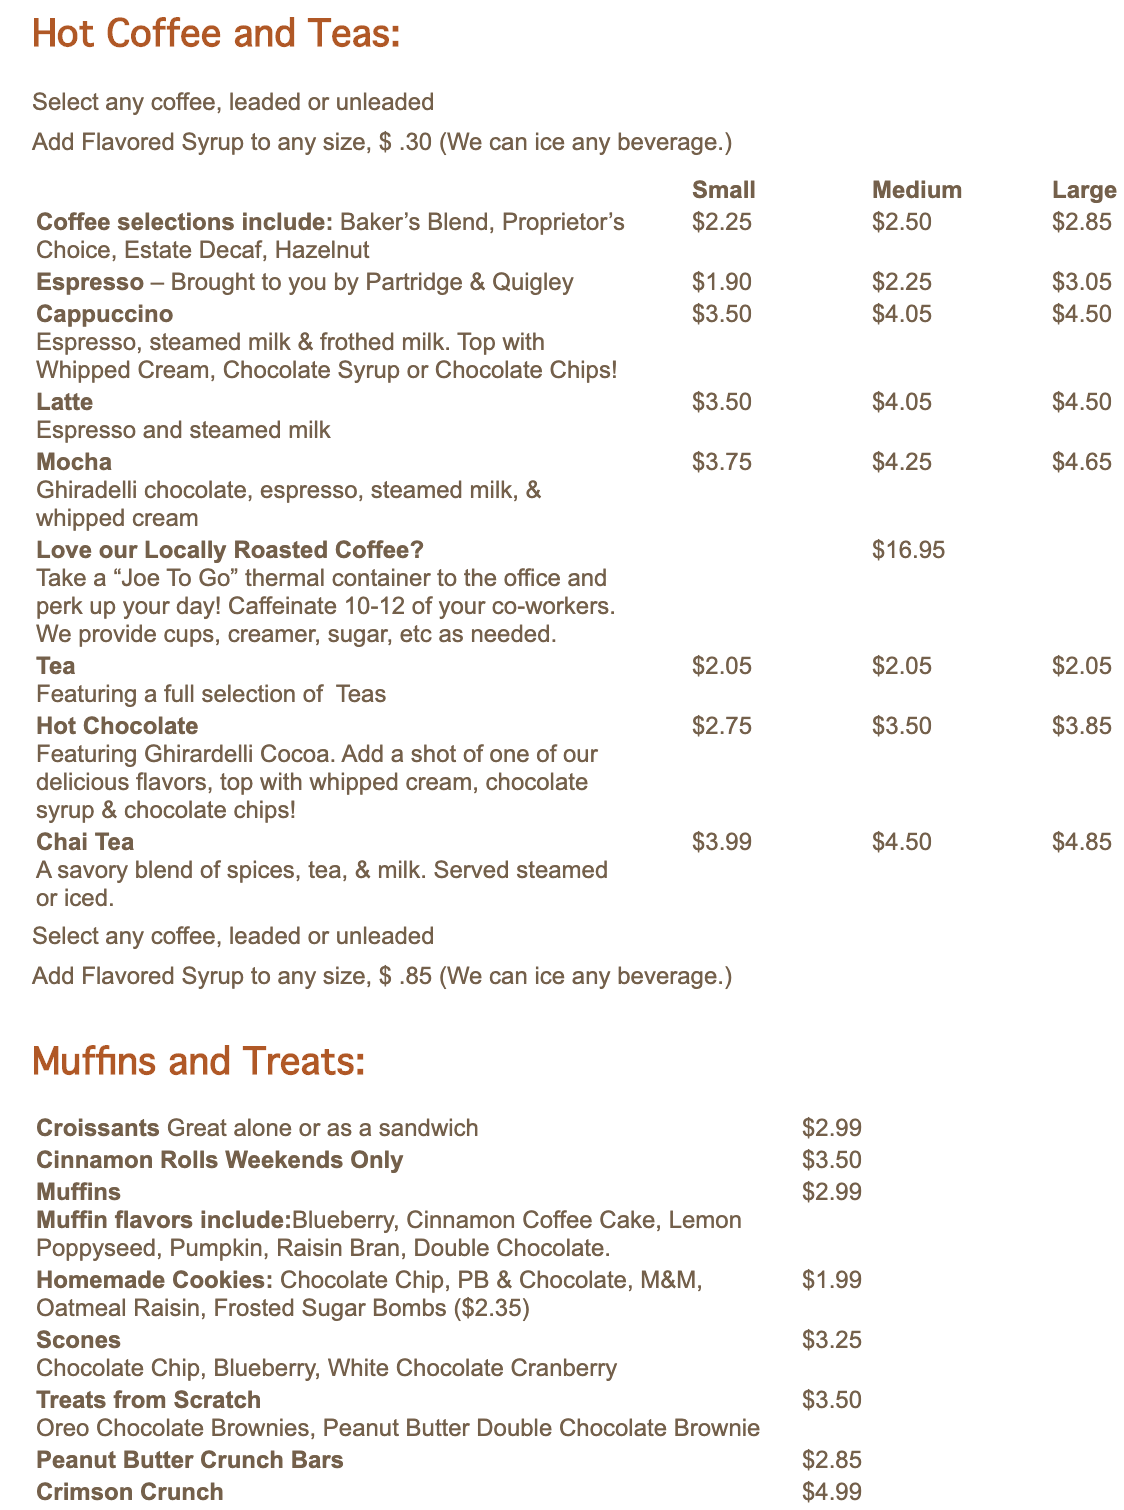 Hot Coffee and Teas:
Select any coffee, leaded or unleaded
Add Flavored Syrup to any size, $ .30 (We can ice any beverage.)
Small Medium Large
Coffee selections include: Baker’s Blend, Proprietor’s $2.25 $2.50 $2.85
Choice, Estate Decaf, Hazelnut
Espresso – Brought to you by Partridge & Quigley $1.90 $2.25 $3.05
Cappuccino $3.50 $4.05 $4.50
Espresso, steamed milk & frothed milk. Top with
Whipped Cream, Chocolate Syrup or Chocolate Chips!
Latte $3.50 $4.05 $4.50
Espresso and steamed milk
Mocha $3.75 $4.25 $4.65
Ghiradelli chocolate, espresso, steamed milk, &
whipped cream
Love our Locally Roasted Coffee? $16.95
Take a “Joe To Go” thermal container to the office and
perk up your day! Caffeinate 10-12 of your co-workers.
We provide cups, creamer, sugar, etc as needed.
Tea $2.05 $2.05 $2.05
Featuring a full selection of  Teas
Hot Chocolate $2.75 $3.50 $3.85
Featuring Ghirardelli Cocoa. Add a shot of one of our
delicious flavors, top with whipped cream, chocolate
syrup & chocolate chips!
Chai Tea $3.99 $4.50 $4.85
A savory blend of spices, tea, & milk. Served steamed
or iced.
Select any coffee, leaded or unleaded
Add Flavored Syrup to any size, $ .85 (We can ice any beverage.)
Muffins and Treats:
Croissants Great alone or as a sandwich $2.99
Cinnamon Rolls Weekends Only $3.50
Muffins $2.99
Muffin flavors include:Blueberry, Cinnamon Coffee Cake, Lemon
Poppyseed, Pumpkin, Raisin Bran, Double Chocolate.
Homemade Cookies: Chocolate Chip, PB & Chocolate, M&M, $1.99
Oatmeal Raisin, Frosted Sugar Bombs ($2.35)
Scones $3.25
Chocolate Chip, Blueberry, White Chocolate Cranberry
Treats from Scratch $3.50
Oreo Chocolate Brownies, Peanut Butter Double Chocolate Brownie
Peanut Butter Crunch Bars $2.85
Crimson Crunch $4.99